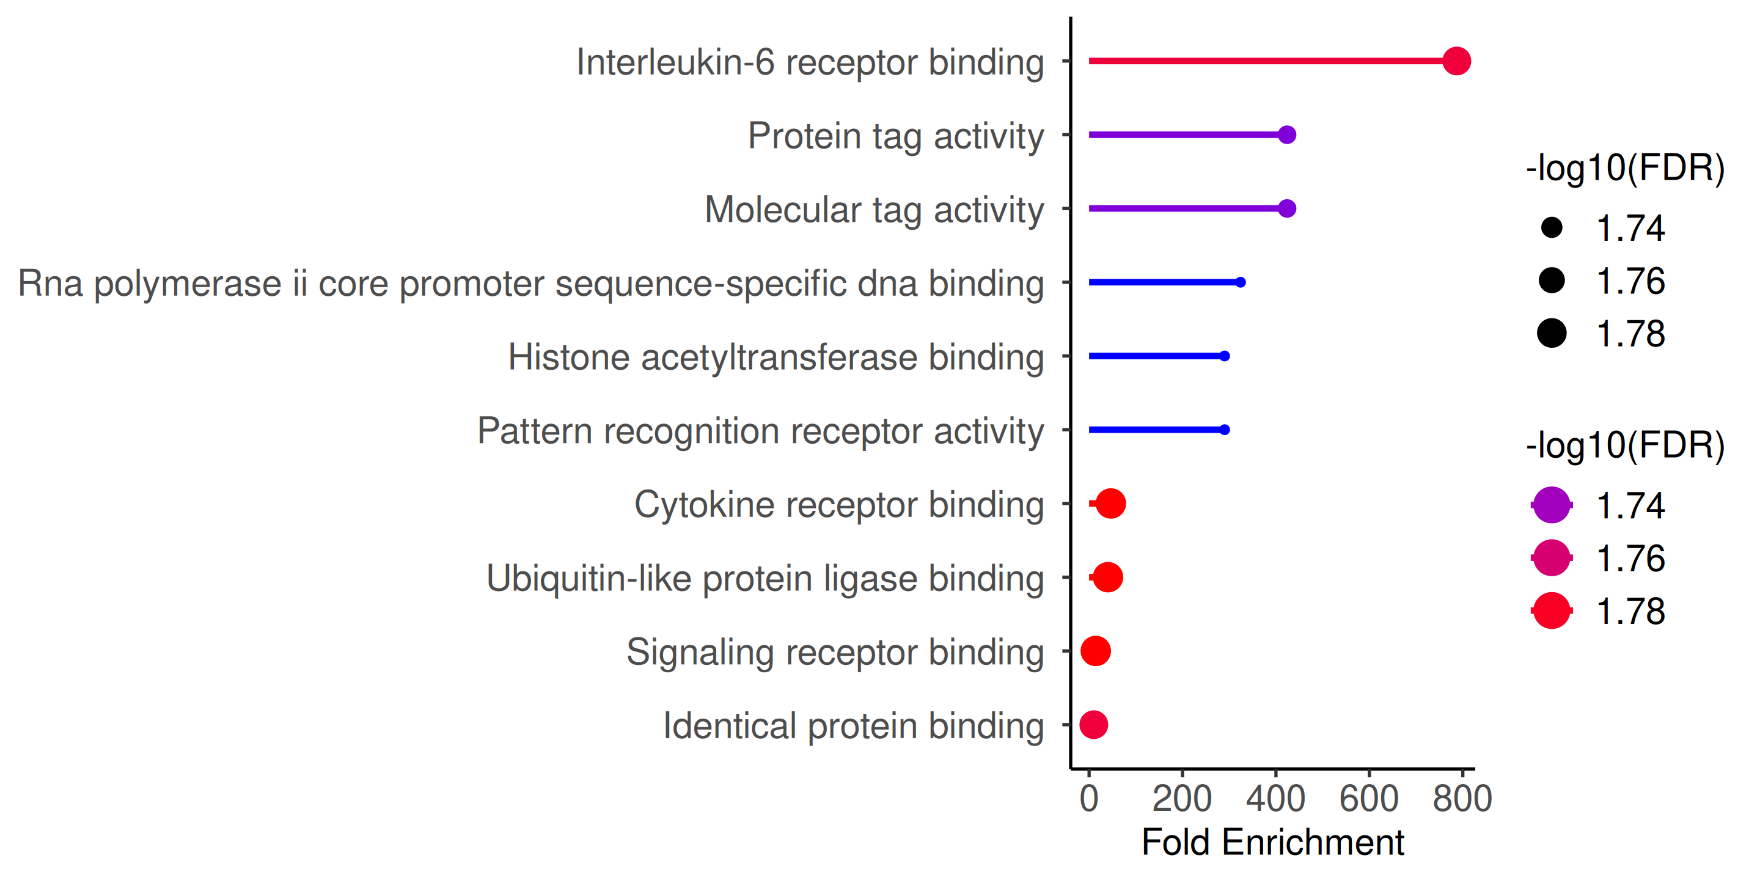 Interleukin-6 receptor binding
Protein tag activity
Molecular tag activity
Rna polymerase ii core promoter sequence-specific dna binding
Histone acetyltransferase binding
Pattern recognition receptor activity
Cytokine receptor binding
Ubiquitin-like protein ligase binding
Signaling receptor binding
Identical protein binding
0 200 400 600 800
Fold Enrichment
-log10(FDR)
1.74
1.76
1.78
-log10(FDR)
1.74
1.76
1.78